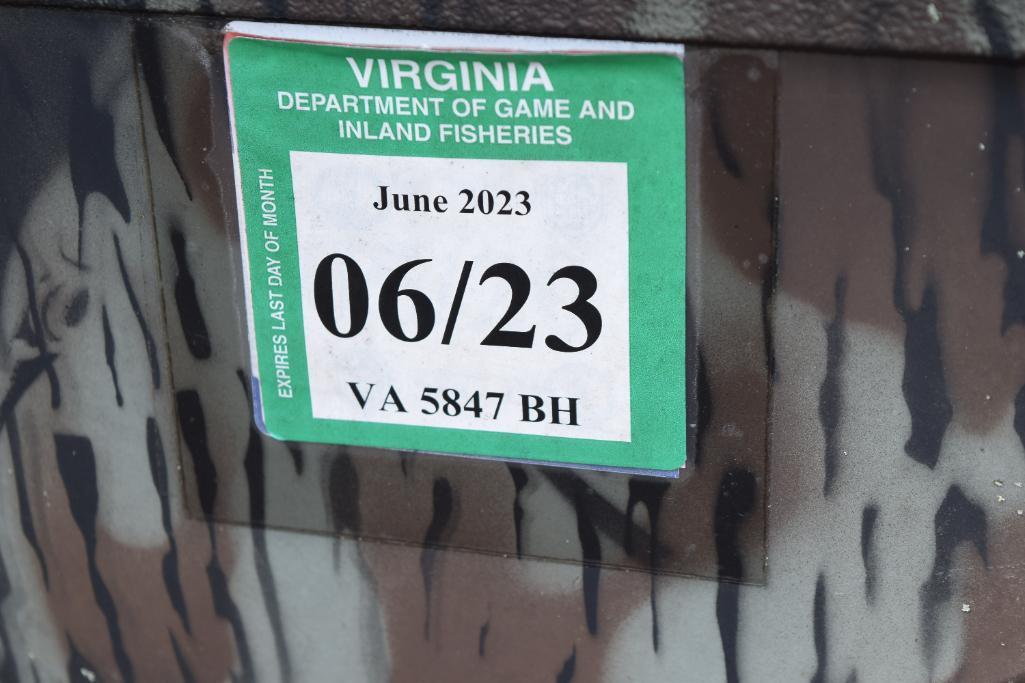 VIRGINIA
DEPARTMENT OF GAME AND
INLAND FISHERIES
EXPIRES LAST DAY OF MONTH
June 2023
06/23
VA 5847 BH